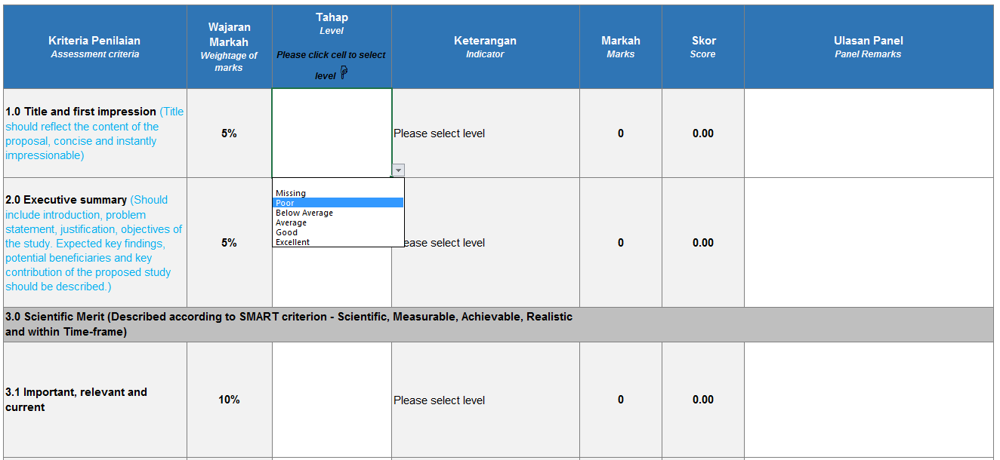 Kriteria Penilaian
Assessment criteria
Wajaran
Markah
Weightage of
marks
Tahap
Level
Please click cell to select
level
Keterangan
Indicator
Markah
Marks
Skor
Score
Ulasan Panel
Panel Remarks
1.0 Title and first impression (Title
should reflect the content of the
proposal, concise and instantly
impressionable)
5%
Please select level
0
0.00
Missing
Poor
Below Average
Average
Good
Excellent
2.0 Executive summary (Should
include introduction, problem
statement, justification, objectives of
the study. Expected key findings,
potential beneficiaries and key
contribution of the proposed study
should be described.)
5%
ease select level
0
0.00
3.0 Scientific Merit (Described according to SMART criterion - Scientific, Measurable, Achievable, Realistic
and within Time-frame)
3.1 Important, relevant and
current
10%
Please select level
0
0.00